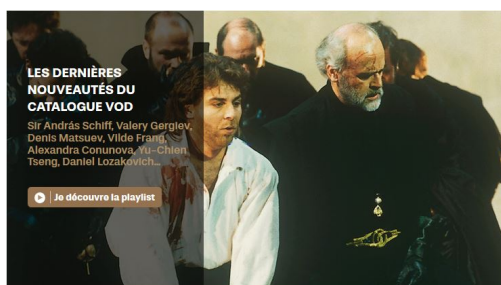 LES DERNIÈRES
NOUVEAUTÉS DU
CATALOGUE VOD
Sir András Schiff, Valery Gergiev,
Denis Matsuev, Vilde Frang,
Alexandra Conunova, Yu-Chien
Tseng, Daniel Lozakovich...
Je découvre la playlist